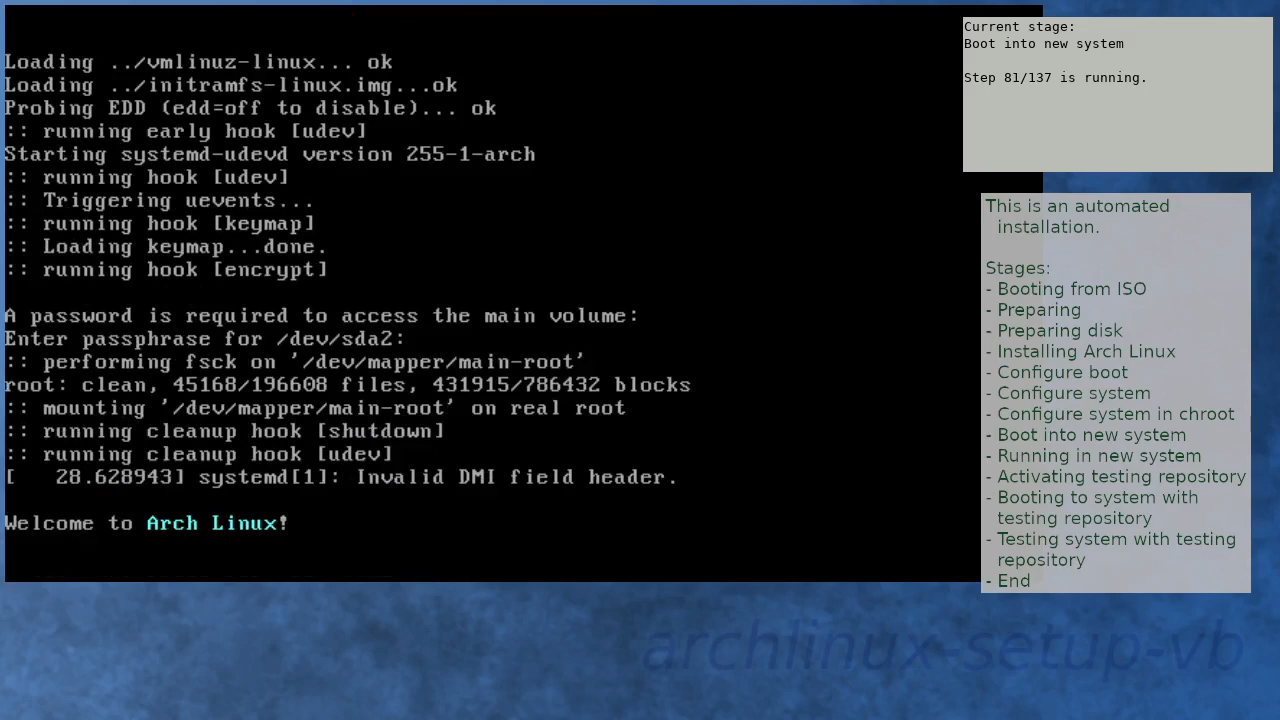 Loading ../vmlinuz-linux... ok
Loading ../initramfs-linux.img...ok
Probing EDD (edd=off to disable)... ok
:: running early hook [udev]
Starting systemd-udevd version 255-1-arch
:: running hook [udev]
:: Triggering uevents...
:: running hook [keymap]
:: Loading keymap...done.
:: running hook [encrypt]
A password is required to access the main volume:
Enter passphrase for /dev/sda2:
:: performing fsck on '/dev/mapper/main-root'
root: clean, 45168/196608 files, 431915/786432 blocks
:: mounting '/dev/mapper/main-root' on real root
:: running cleanup hook [shutdown]
:: running cleanup hook [udev]
[   28.628943] systemd[1]: Invalid DMI field header.
Welcome to Arch Linux!
Current stage:
Boot into new system
Step 81/137 is running.
This is an automated
installation.
Stages:
- Booting from ISO
- Preparing
- Preparing disk
- Installing Arch Linux
- Configure boot
- Configure system
- Configure system in chroot
- Boot into new system
- Running in new system
- Activating testing repository
- Booting to system with
testing repository
- Testing system with testing
repository
- End
archlinux-setup-vb